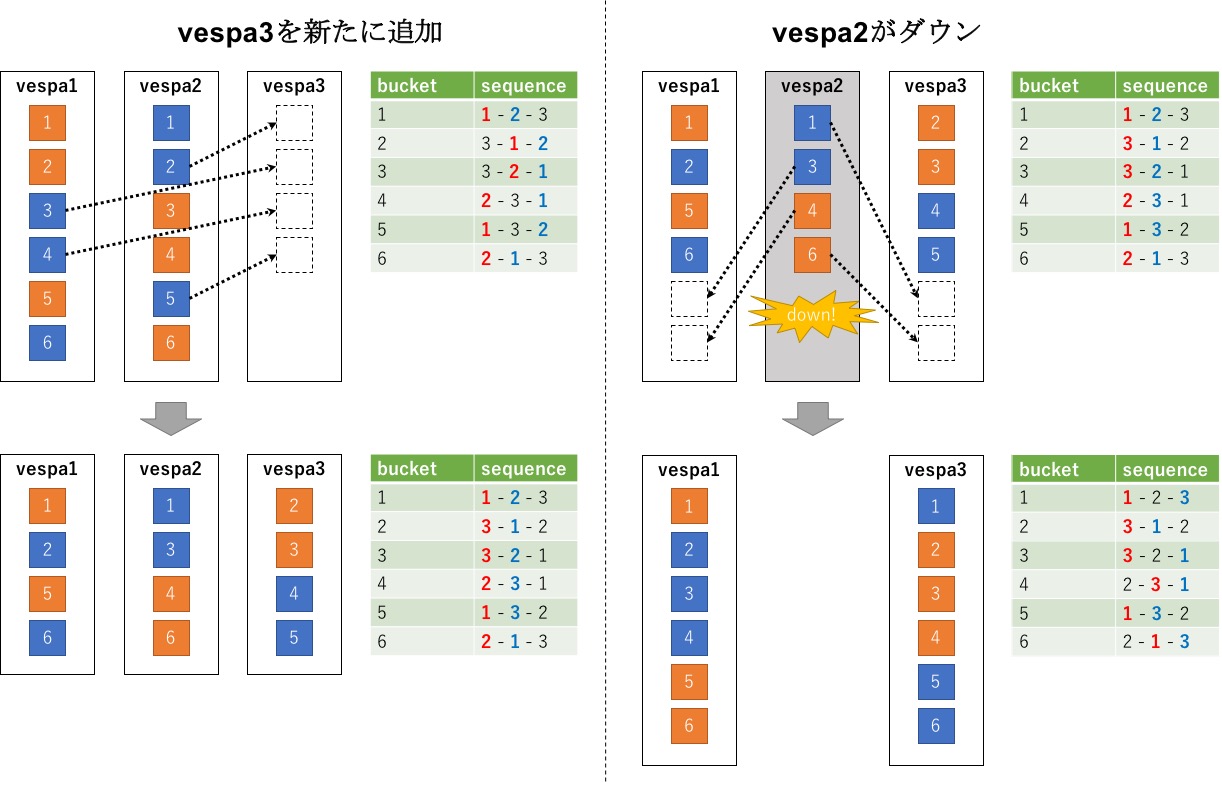 vespa3を新たに追加
vespa1 vespa2 vespa3
1 1
2 2
3 3
4 4
5 5
6 6
bucket sequence
1 1 - 2 - 3
2 3 - 1 - 2
3 3 - 2 - 1
4 2 - 3 - 1
5 1 - 3 - 2
6 2 - 1 - 3
vespa1 vespa2 vespa3
1 1 2
2 3 3
5 4 4
6 6 5
bucket sequence
1 1 - 2 - 3
2 3 - 1 - 2
3 3 - 2 - 1
4 2 - 3 - 1
5 1 - 3 - 2
6 2 - 1 - 3
vespa2がダウン
vespa1 vespa2 vespa3
1 1 2
2 3 3
5 4 4
6 6 5
down!
bucket sequence
1 1 - 2 - 3
2 3 - 1 - 2
3 3 - 2 - 1
4 2 - 3 - 1
5 1 - 3 - 2
6 2 - 1 - 3
vespa1 vespa3
1 1
2 2
3 3
4 4
5 5
6 6
bucket sequence
1 1 - 2 - 3
2 3 - 1 - 2
3 3 - 2 - 1
4 2 - 3 - 1
5 1 - 3 - 2
6 2 - 1 - 3